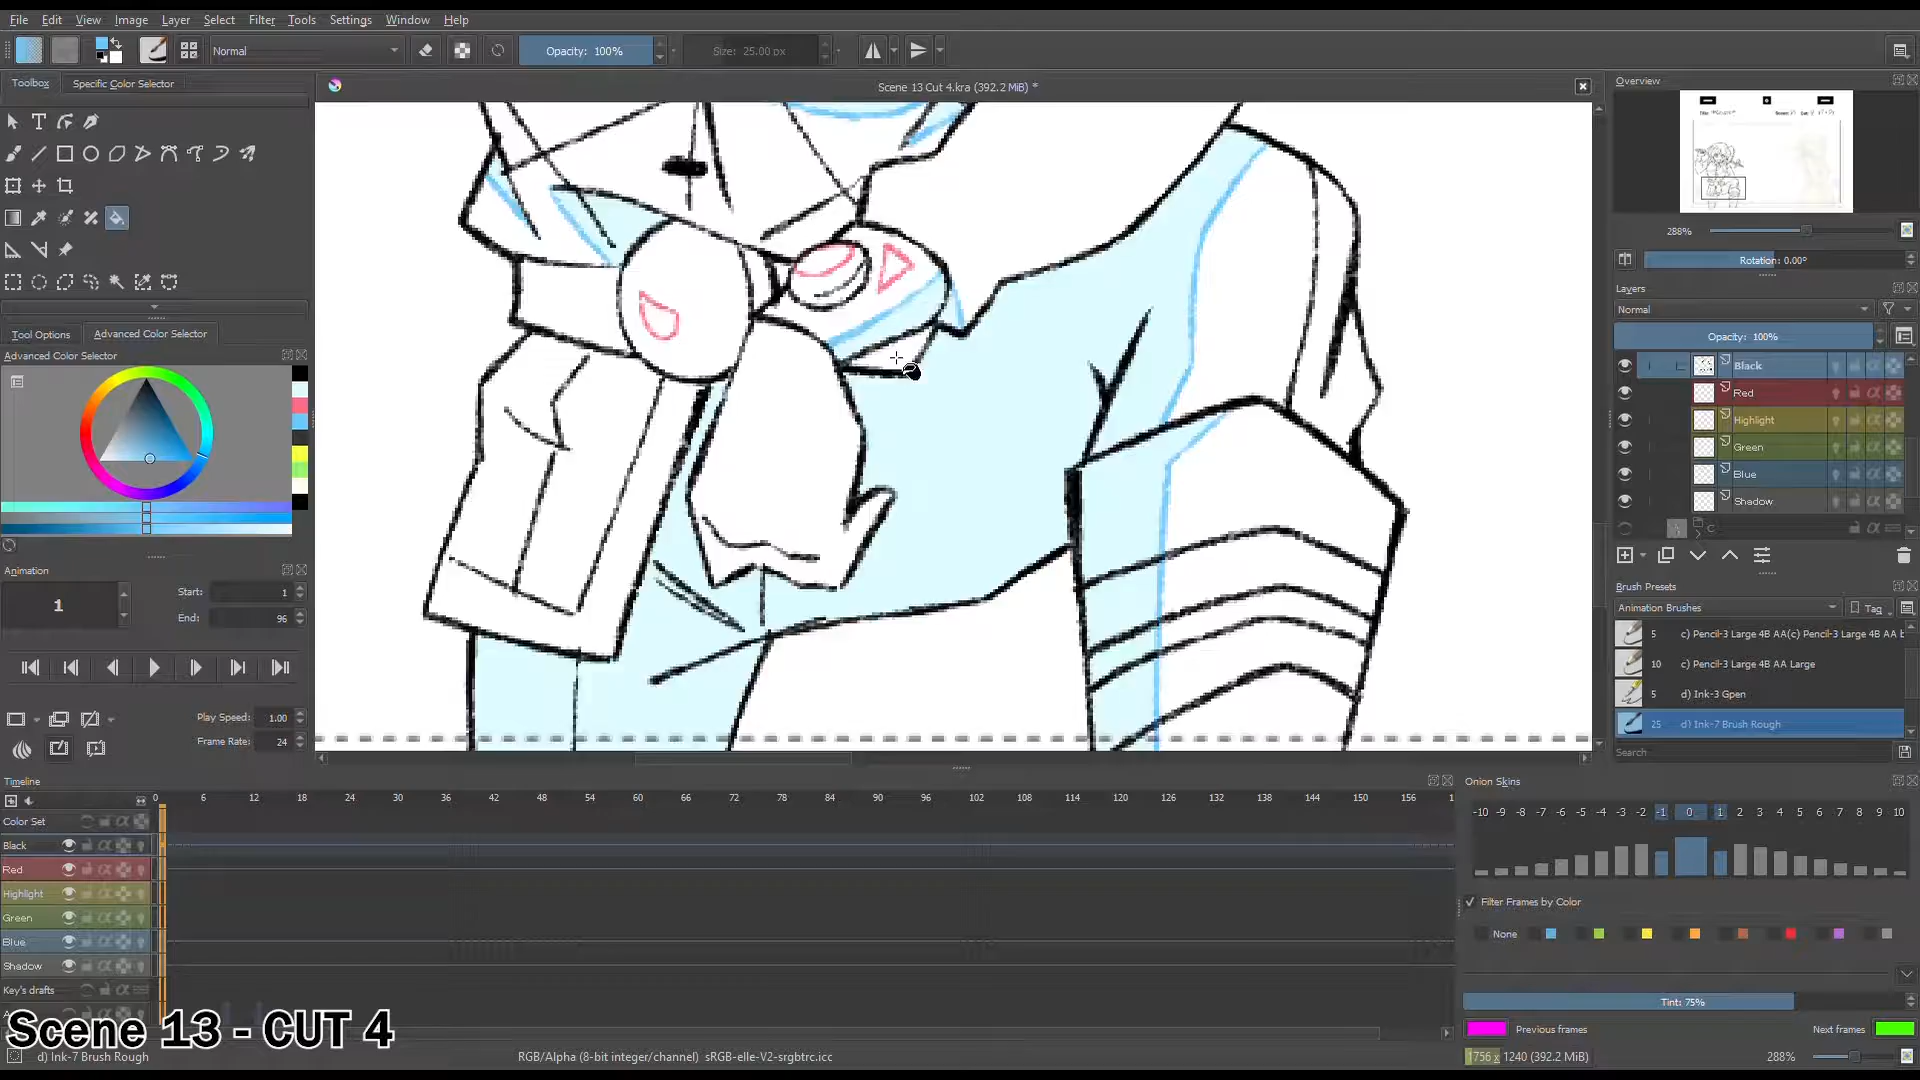 File Edit View Image Layer Select Filter Tools Settings Window Help
Normal Opacity: 100% Size: 25.00 px
Toolbox Specific Color Selector
Scene 13 Cut 4.kra (392.2 MiB) *
Overview
288%
Rotation: 0.00°
Layers
Normal
Opacity: 100%
Black
Red
Highlight
Green
Blue
Shadow
C
Tool Options Advanced Color Selector
Advanced Color Selector
Animation
1
Start: 1
End: 96
Play Speed: 1.00
Frame Rate: 24
Brush Presets
Animation Brushes Tag
5 c) Pencil-3 Large 4B AA(c) Pencil-3 Large 4B AA b
10 c) Pencil-3 Large 4B AA Large
5 d) Ink-3 Gpen
25 d) Ink-7 Brush Rough
Search
Timeline
0 6 12 18 24 30 36 42 48 54 60 66 72 78 84 90 96 102 108 114 120 126 132 138 144 150 156 1
Color Set
Black
Red
Highlight
Green
Blue
Shadow
Key's drafts
Onion Skins
-10 -9 -8 -7 -6 -5 -4 -3 -2 -1 0 1 2 3 4 5 6 7 8 9 10
Filter Frames by Color
None
Tint: 75%
Previous frames Next frames
Scene 13 - CUT 4
d) Ink-7 Brush Rough
RGB/Alpha (8-bit integer/channel) sRGB-elle-V2-srgbtrc.icc
1756 x 1240 (392.2 MiB)
288%